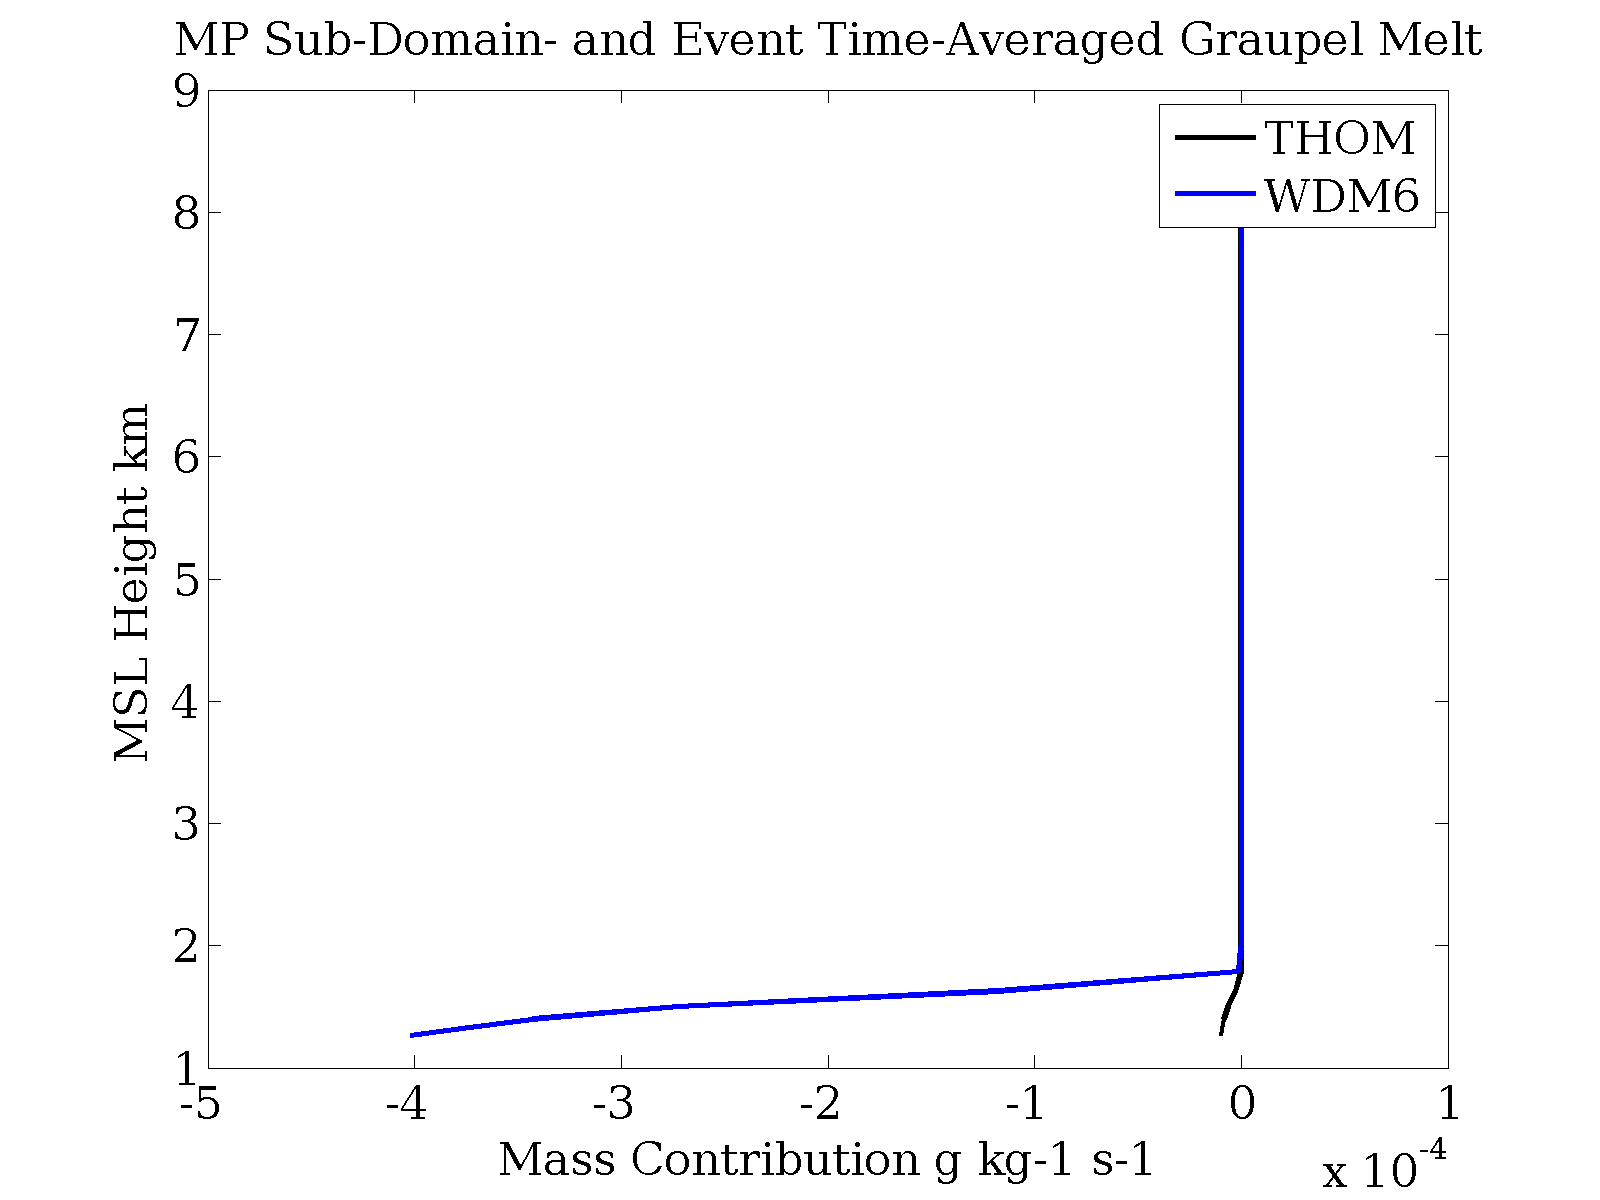 MP Sub-Domain- and Event Time-Averaged Graupel Melt
THOM
WDM6
9
8
7
6
5
4
3
2
1
MSL Height km
-5 -4 -3 -2 -1 0 1
Mass Contribution g kg-1 s-1
x 10-4